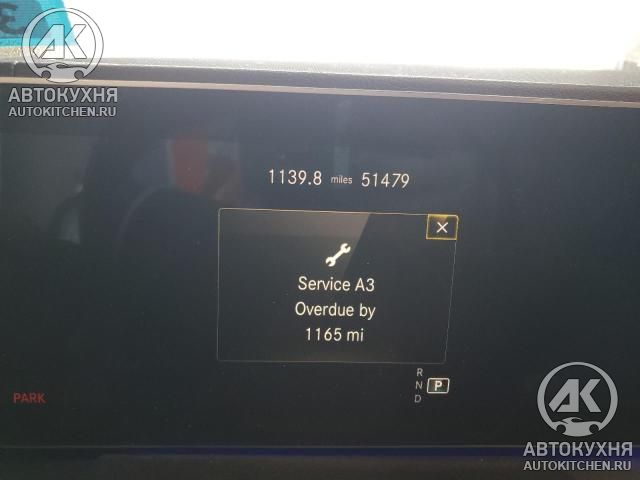 АК
АВТОКУХНЯ
AUTOKITCHEN.RU
1139.8 miles 51479
Service A3
Overdue by
1165 mi
R
N P
D
PARK
АК
АВТОКУХНЯ
AUTOKITCHEN.RU